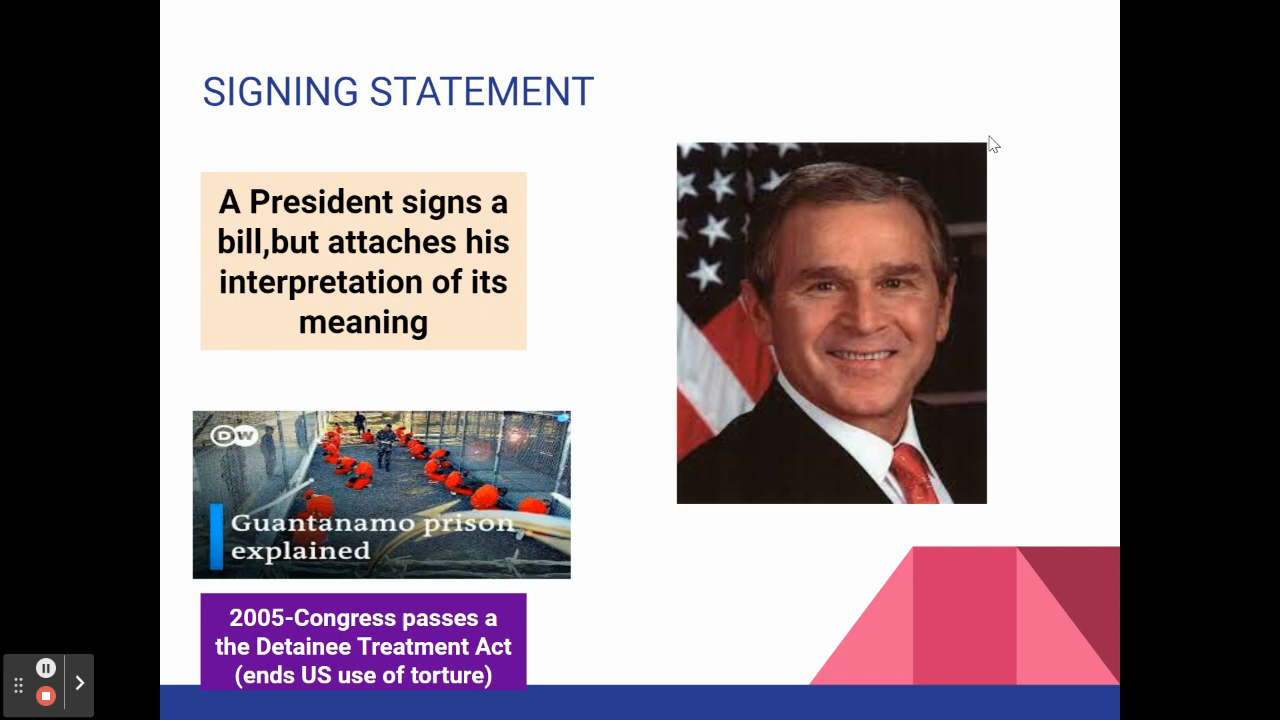 SIGNING STATEMENT
A President signs a
bill,but attaches his
interpretation of its
meaning
DW
Guantanamo prison
explained
2005-Congress passes a
the Detainee Treatment Act
(ends US use of torture)